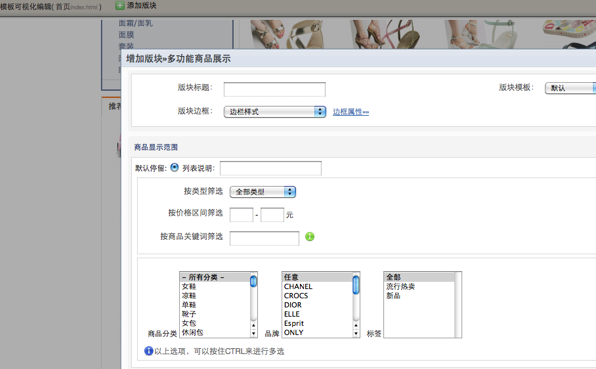 模板可视化编辑( 首页index.html ) 添加版块
面霜/面乳
面膜
套装
推荐
增加版块»多功能商品展示
版块标题: 版块模板: 默认
版块边框: 边框样式 边框属性
商品显示范围
默认停留: 列表说明:
按类型筛选 全部类型
按价格区间筛选 - 元
按商品关键词筛选
商品分类 品牌 标签
- 所有分类 - 任意 全部
女鞋 CHANEL 流行热卖
凉鞋 CROCS 新品
单鞋 DIOR
靴子 ELLE
女包 Esprit
休闲包 ONLY
以上选项，可以按住CTRL来进行多选